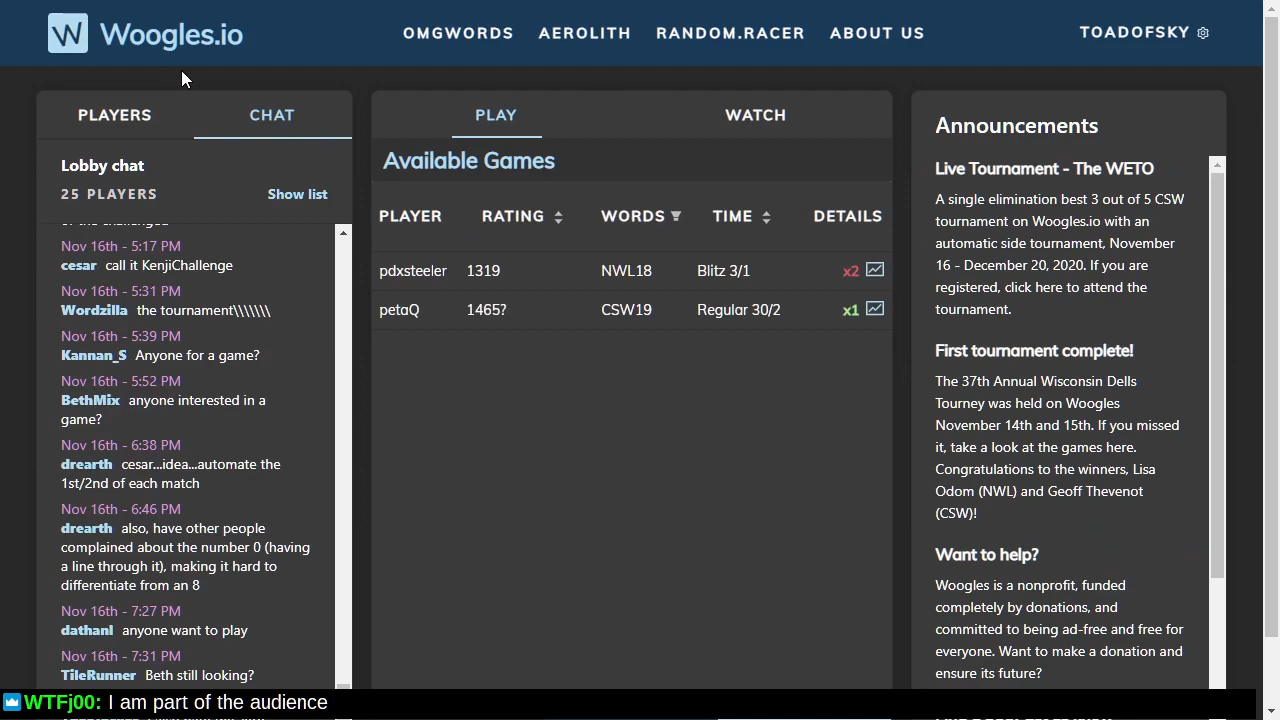 W Woogles.io
OMGWORDS AEROLITH RANDOM.RACER ABOUT US
TOADOFSKY
PLAYERS CHAT
Lobby chat
25 PLAYERS Show list
Nov 16th - 5:17 PM
cesar call it KenjiChallenge
Nov 16th - 5:31 PM
Wordzilla the tournament\\\\\\\
Nov 16th - 5:39 PM
Kannan_S Anyone for a game?
Nov 16th - 5:52 PM
BethMix anyone interested in a
game?
Nov 16th - 6:38 PM
drearth cesar...idea...automate the
1st/2nd of each match
Nov 16th - 6:46 PM
drearth also, have other people
complained about the number 0 (having
a line through it), making it hard to
differentiate from an 8
Nov 16th - 7:27 PM
dathanl anyone want to play
Nov 16th - 7:31 PM
TileRunner Beth still looking?
PLAY WATCH
Available Games
PLAYER RATING WORDS TIME DETAILS
pdxsteeler 1319 NWL18 Blitz 3/1 x2
petaQ 1465? CSW19 Regular 30/2 x1
Announcements
Live Tournament - The WETO
A single elimination best 3 out of 5 CSW
tournament on Woogles.io with an
automatic side tournament, November
16 - December 20, 2020. If you are
registered, click here to attend the
tournament.
First tournament complete!
The 37th Annual Wisconsin Dells
Tourney was held on Woogles
November 14th and 15th. If you missed
it, take a look at the games here.
Congratulations to the winners, Lisa
Odom (NWL) and Geoff Thevenot
(CSW)!
Want to help?
Woogles is a nonprofit, funded
completely by donations, and
committed to being ad-free and free for
everyone. Want to make a donation and
ensure its future?
WTFj00: I am part of the audience